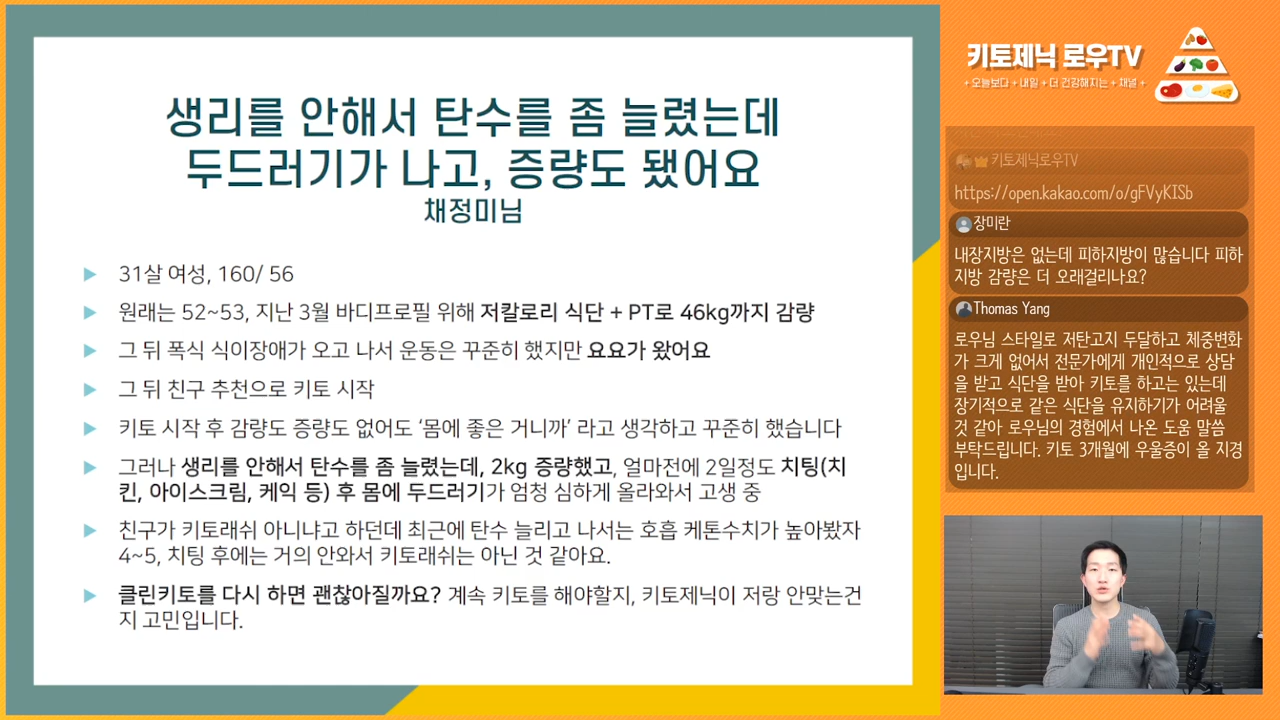 생리를 안해서 탄수를 좀 늘렸는데
두드러기가 나고, 증량도 됐어요
채정미님
31살 여성, 160/ 56
원래는 52~53, 지난 3월 바디프로필 위해 저칼로리 식단 + PT로 46kg까지 감량
그 뒤 폭식 식이장애가 오고 나서 운동은 꾸준히 했지만 요요가 왔어요
그 뒤 친구 추천으로 키토 시작
키토 시작 후 감량도 증량도 없어도 ‘몸에 좋은 거니까’ 라고 생각하고 꾸준히 했습니다
그러나 생리를 안해서 탄수를 좀 늘렸는데, 2kg 증량했고, 얼마전에 2일정도 치팅(치
킨, 아이스크림, 케익 등) 후 몸에 두드러기가 엄청 심하게 올라와서 고생 중
친구가 키토래쉬 아니냐고 하던데 최근에 탄수 늘리고 나서는 호흡 케톤수치가 높아봤자
4~5, 치팅 후에는 거의 안와서 키토래쉬는 아닌 것 같아요.
클린키토를 다시 하면 괜찮아질까요? 계속 키토를 해야할지, 키토제닉이 저랑 안맞는건
지 고민입니다.
키토제닉 로우TV
+ 오늘보다 + 내일 + 더 건강해지는 + 채널 +
키토제닉로우TV
https://open.kakao.com/o/gFVyKISb
장미란
내장지방은 없는데 피하지방이 많습니다 피하
지방 감량은 더 오래걸리나요?
Thomas Yang
로우님 스타일로 저탄고지 두달하고 체중변화
가 크게 없어서 전문가에게 개인적으로 상담
을 받고 식단을 받아 키토를 하고는 있는데
장기적으로 같은 식단을 유지하기가 어려울
것 같아 로우님의 경험에서 나온 도움 말씀
부탁드립니다. 키토 3개월에 우울증이 올 지경
입니다.